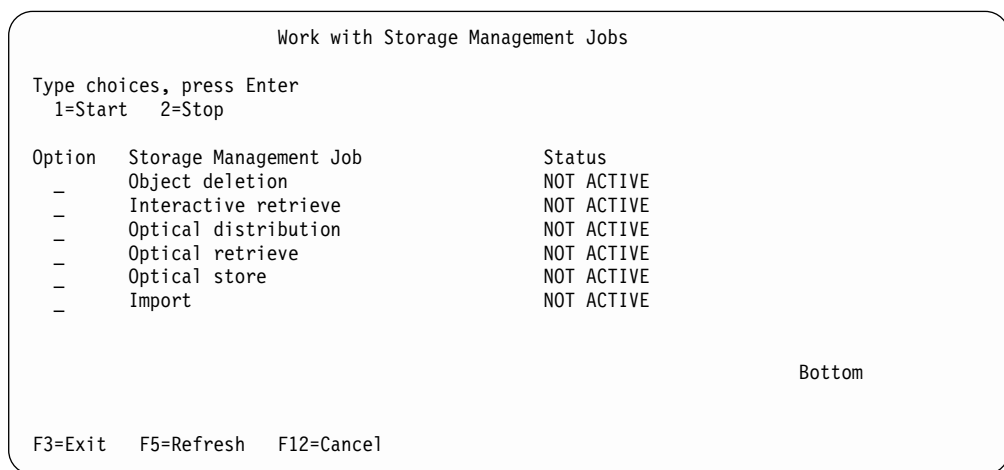 Work with Storage Management Jobs
Type choices, press Enter
1=Start 2=Stop
Option Storage Management Job Status
_ Object deletion NOT ACTIVE
_ Interactive retrieve NOT ACTIVE
_ Optical distribution NOT ACTIVE
_ Optical retrieve NOT ACTIVE
_ Optical store NOT ACTIVE
_ Import NOT ACTIVE
Bottom
F3=Exit F5=Refresh F12=Cancel